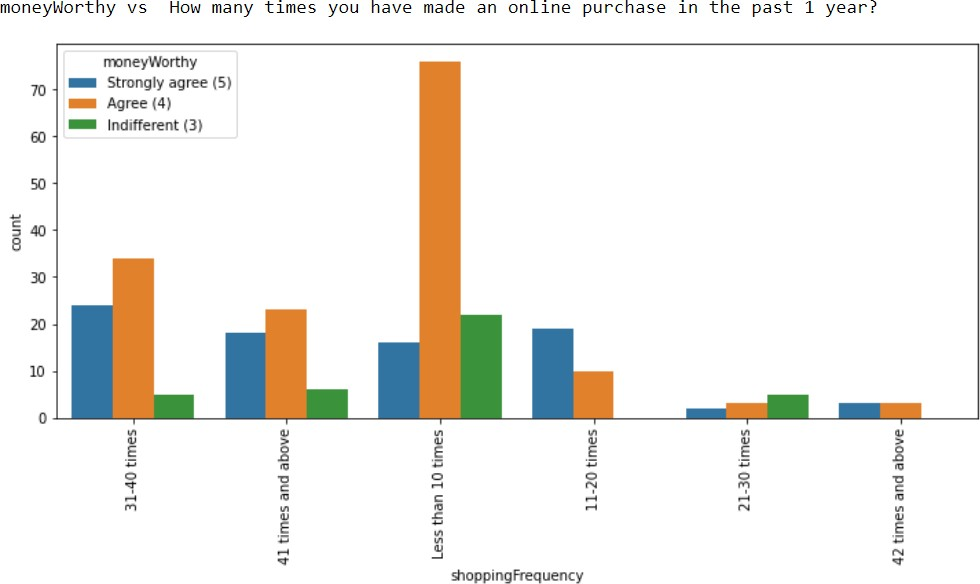 moneyWorthy vs  How many times you have made an online purchase in the past 1 year?
moneyWorthy
Strongly agree (5)
Agree (4)
Indifferent (3)
70
60
50
40
30
20
10
0
count
31-40 times
41 times and above
Less than 10 times
11-20 times
21-30 times
42 times and above
shoppingFrequency